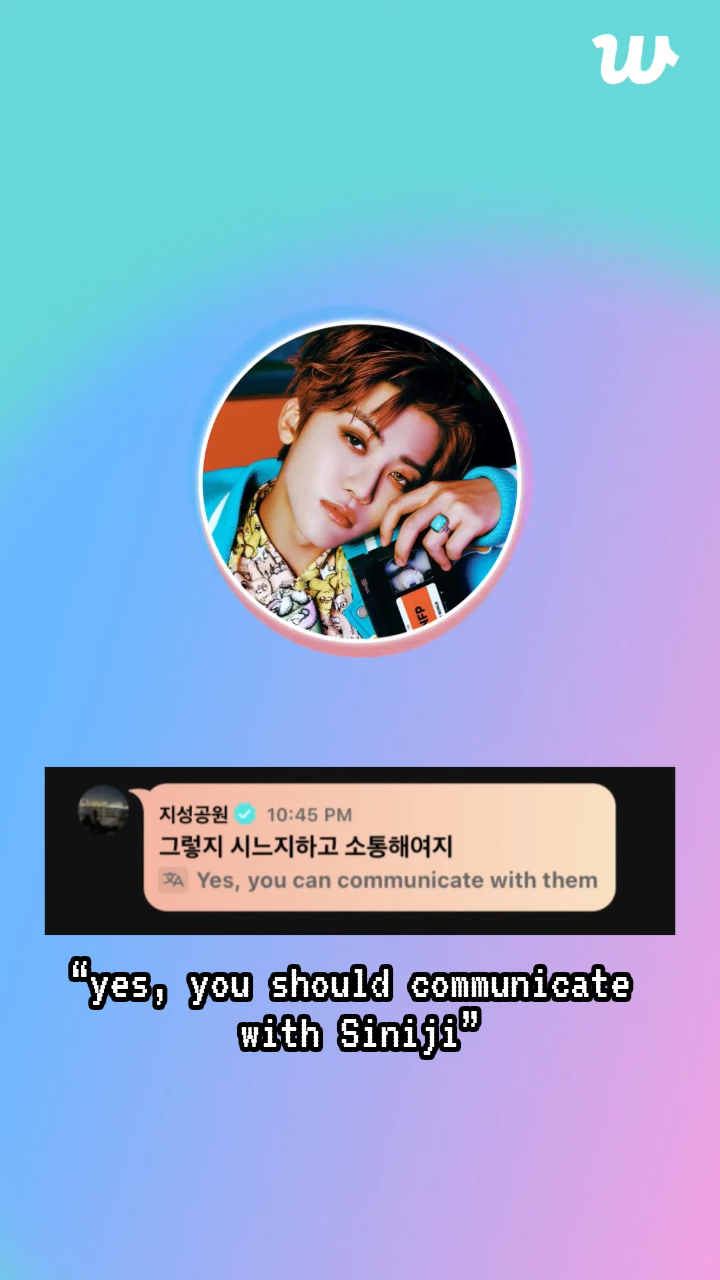 w
NFP
지성공원 10:45 PM
그렇지 시느지하고 소통해여지
Yes, you can communicate with them
“yes, you should communicate
with Siniji”